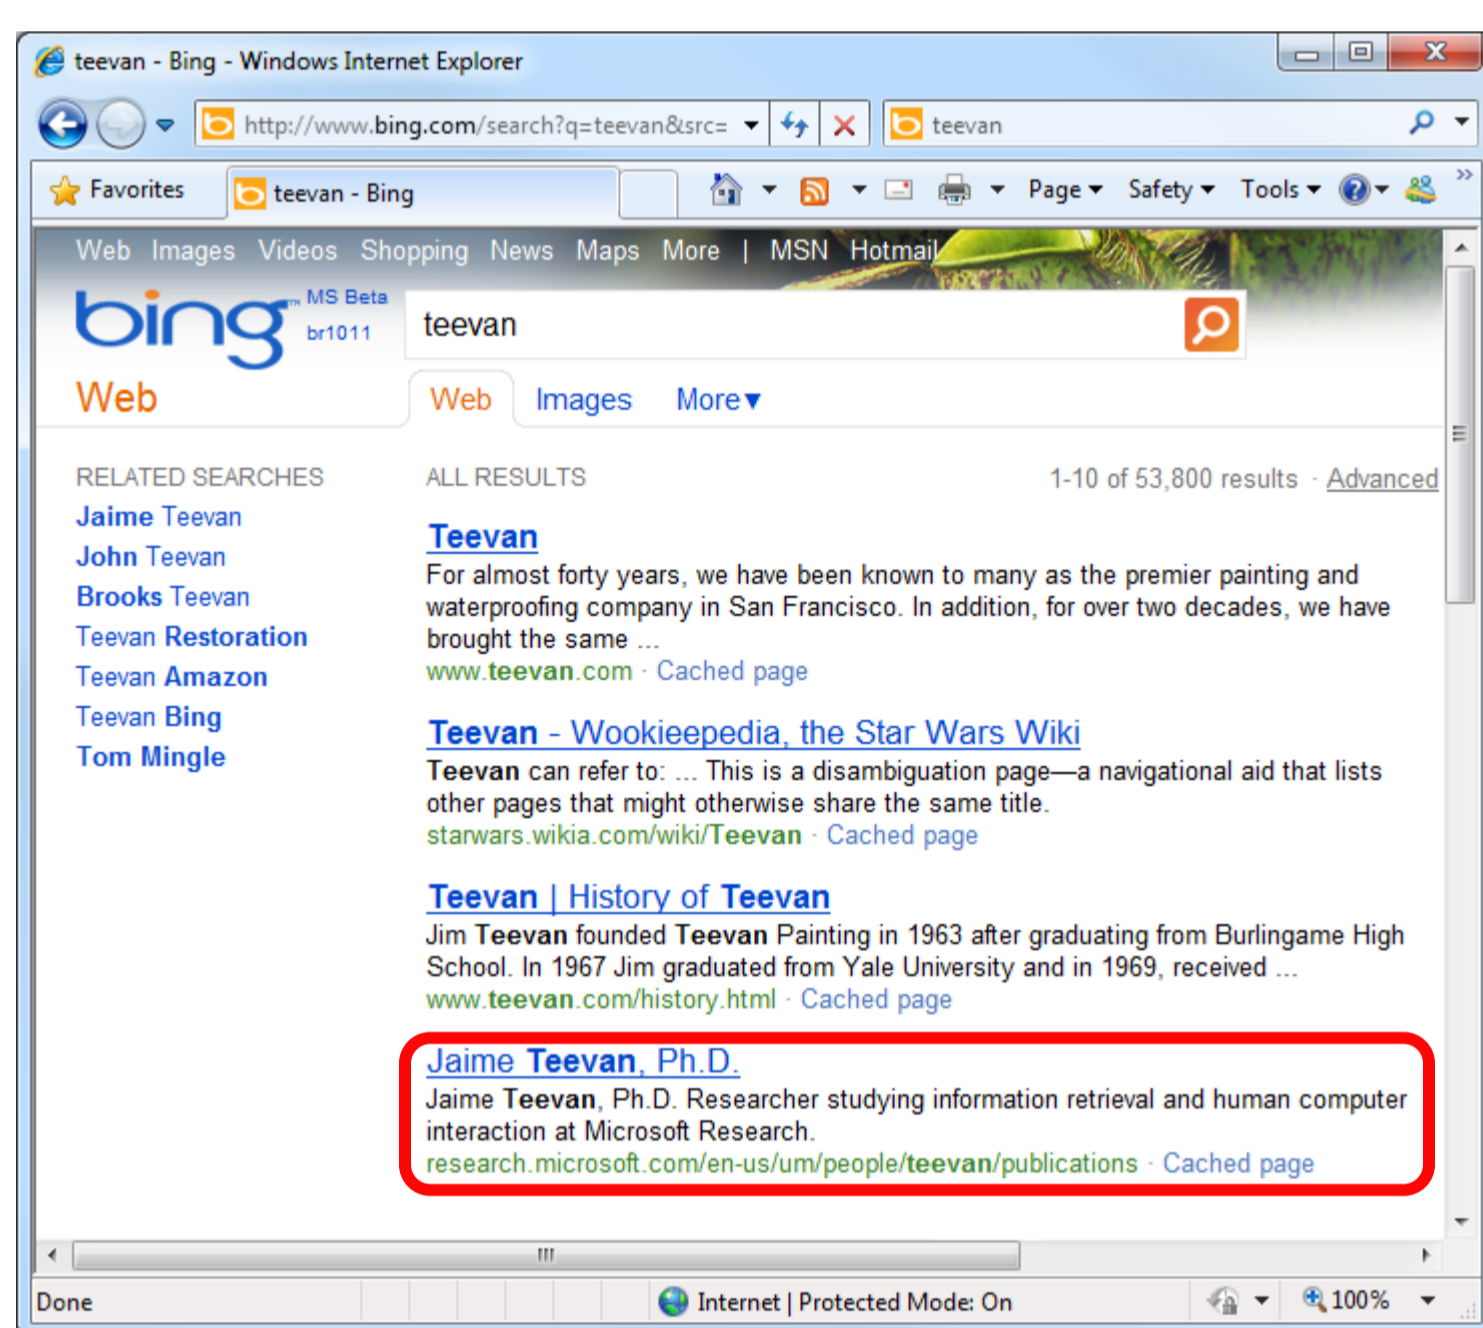 teevan - Bing - Windows Internet Explorer
http://www.bing.com/search?q=teevan&src=
teevan
Favorites
teevan - Bing
Page
Safety
Tools
Web Images Videos Shopping News Maps More | MSN Hotmail
bing™ MS Beta
br1011
teevan
Web
Web Images More▼
RELATED SEARCHES
Jaime Teevan
John Teevan
Brooks Teevan
Teevan Restoration
Teevan Amazon
Teevan Bing
Tom Mingle
ALL RESULTS
1-10 of 53,800 results · Advanced
Teevan
For almost forty years, we have been known to many as the premier painting and
waterproofing company in San Francisco. In addition, for over two decades, we have
brought the same ...
www.teevan.com · Cached page
Teevan - Wookieepedia, the Star Wars Wiki
Teevan can refer to: ... This is a disambiguation page—a navigational aid that lists
other pages that might otherwise share the same title.
starwars.wikia.com/wiki/Teevan · Cached page
Teevan | History of Teevan
Jim Teevan founded Teevan Painting in 1963 after graduating from Burlingame High
School. In 1967 Jim graduated from Yale University and in 1969, received ...
www.teevan.com/history.html · Cached page
Jaime Teevan, Ph.D.
Jaime Teevan, Ph.D. Researcher studying information retrieval and human computer
interaction at Microsoft Research.
research.microsoft.com/en-us/um/people/teevan/publications · Cached page
Done
Internet | Protected Mode: On
100%